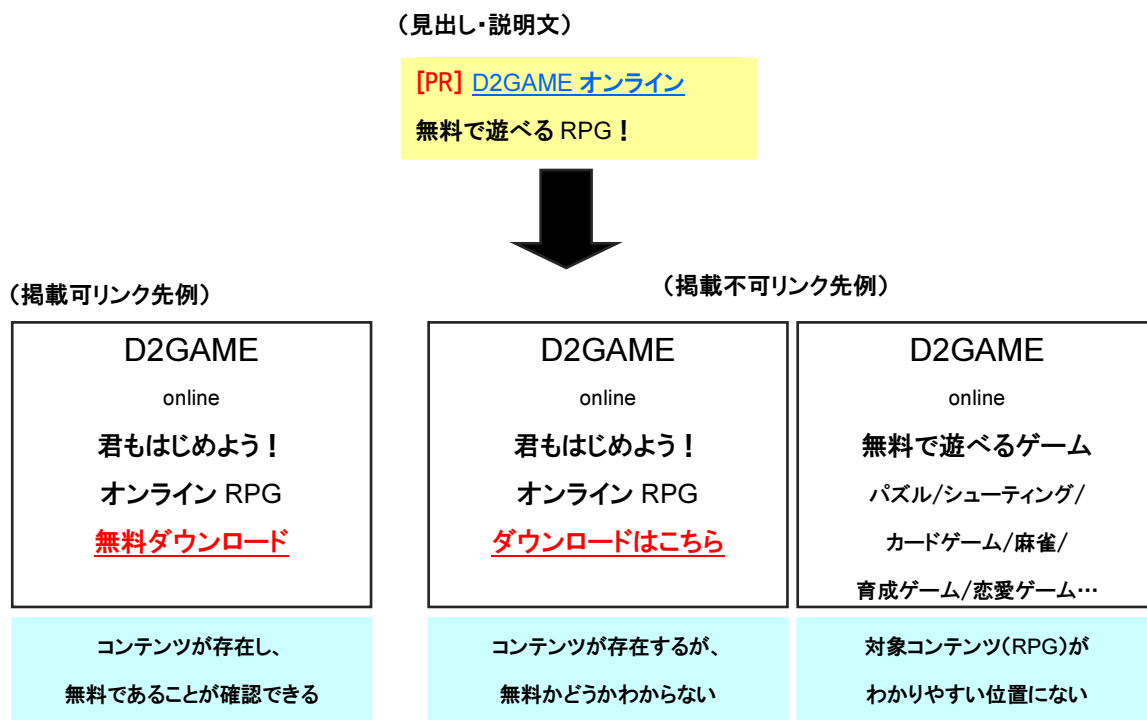 （見出し・説明文）
[PR] D2GAME オンライン
無料で遊べる RPG！
（掲載可リンク先例）
D2GAME
online
君もはじめよう！
オンライン RPG
無料ダウンロード
コンテンツが存在し、
無料であることが確認できる
（掲載不可リンク先例）
D2GAME
online
君もはじめよう！
オンライン RPG
ダウンロードはこちら
コンテンツが存在するが、
無料かどうかわからない
D2GAME
online
無料で遊べるゲーム
パズル/シューティング/
カードゲーム/麻雀/
育成ゲーム/恋愛ゲーム…
対象コンテンツ（RPG）が
わかりやすい位置にない